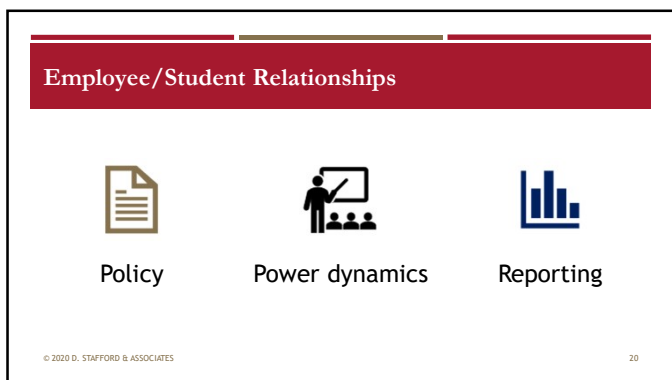 Employee/Student Relationships
Policy
Power dynamics
Reporting
© 2020 D. STAFFORD & ASSOCIATES
20